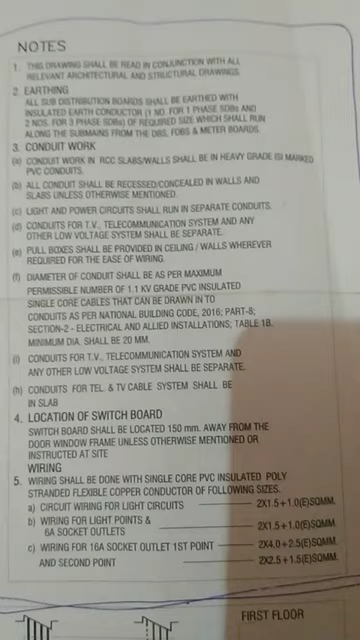 NOTES
1. THIS DRAWING SHALL BE READ IN CONJUNCTION WITH ALL
RELEVANT ARCHITECTURAL AND STRUCTURAL DRAWINGS.
2. EARTHING
ALL SUB DISTRIBUTION BOARDS SHALL BE EARTHED WITH
INSULATED EARTH CONDUCTOR (1 NO. FOR 1 PHASE SDBs AND
2 NOS. FOR 3 PHASE SDBs) OF REQUIRED SIZE WHICH SHALL RUN
ALONG THE SUBMAINS FROM THE DBS, FDBS & METER BOARDS.
3. CONDUIT WORK
(a) CONDUIT WORK IN RCC SLABS/WALLS SHALL BE IN HEAVY GRADE ISI MARKED
PVC CONDUITS.
(b) ALL CONDUIT SHALL BE RECESSED/CONCEALED IN WALLS AND
SLABS UNLESS OTHERWISE MENTIONED.
(c) LIGHT AND POWER CIRCUITS SHALL RUN IN SEPARATE CONDUITS.
(d) CONDUITS FOR T.V., TELECOMMUNICATION SYSTEM AND ANY
OTHER LOW VOLTAGE SYSTEM SHALL BE SEPARATE.
(e) PULL BOXES SHALL BE PROVIDED IN CEILING / WALLS WHEREVER
REQUIRED FOR THE EASE OF WIRING.
(f) DIAMETER OF CONDUIT SHALL BE AS PER MAXIMUM
PERMISSIBLE NUMBER OF 1.1 KV GRADE PVC INSULATED
SINGLE CORE CABLES THAT CAN BE DRAWN IN TO
CONDUITS AS PER NATIONAL BUILDING CODE, 2016; PART-8;
SECTION-2 - ELECTRICAL AND ALLIED INSTALLATIONS; TABLE 1B.
MINIMUM DIA. SHALL BE 20 MM.
(i) CONDUITS FOR T.V., TELECOMMUNICATION SYSTEM AND
ANY OTHER LOW VOLTAGE SYSTEM SHALL BE SEPARATE.
(h) CONDUITS FOR TEL. & TV CABLE SYSTEM SHALL BE
IN SLAB
4. LOCATION OF SWITCH BOARD
SWITCH BOARD SHALL BE LOCATED 150 mm. AWAY FROM THE
DOOR WINDOW FRAME UNLESS OTHERWISE MENTIONED OR
INSTRUCTED AT SITE
WIRING
5. WIRING SHALL BE DONE WITH SINGLE CORE PVC INSULATED POLY
STRANDED FLEXIBLE COPPER CONDUCTOR OF FOLLOWING SIZES.
a) CIRCUIT WIRING FOR LIGHT CIRCUITS 2X1.5+1.0(E)SQMM.
b) WIRING FOR LIGHT POINTS &
6A SOCKET OUTLETS 2X1.5+1.0(E)SQMM.
c) WIRING FOR 16A SOCKET OUTLET 1ST POINT 2X4.0+2.5(E)SQMM.
AND SECOND POINT 2X2.5+1.5(E)SQMM.
FIRST FLOOR